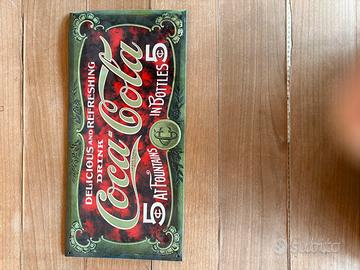 DELICIOUS AND REFRESHING
DRINK
Coca-Cola
5¢ AT FOUNTAINS IN BOTTLES 5¢
subito